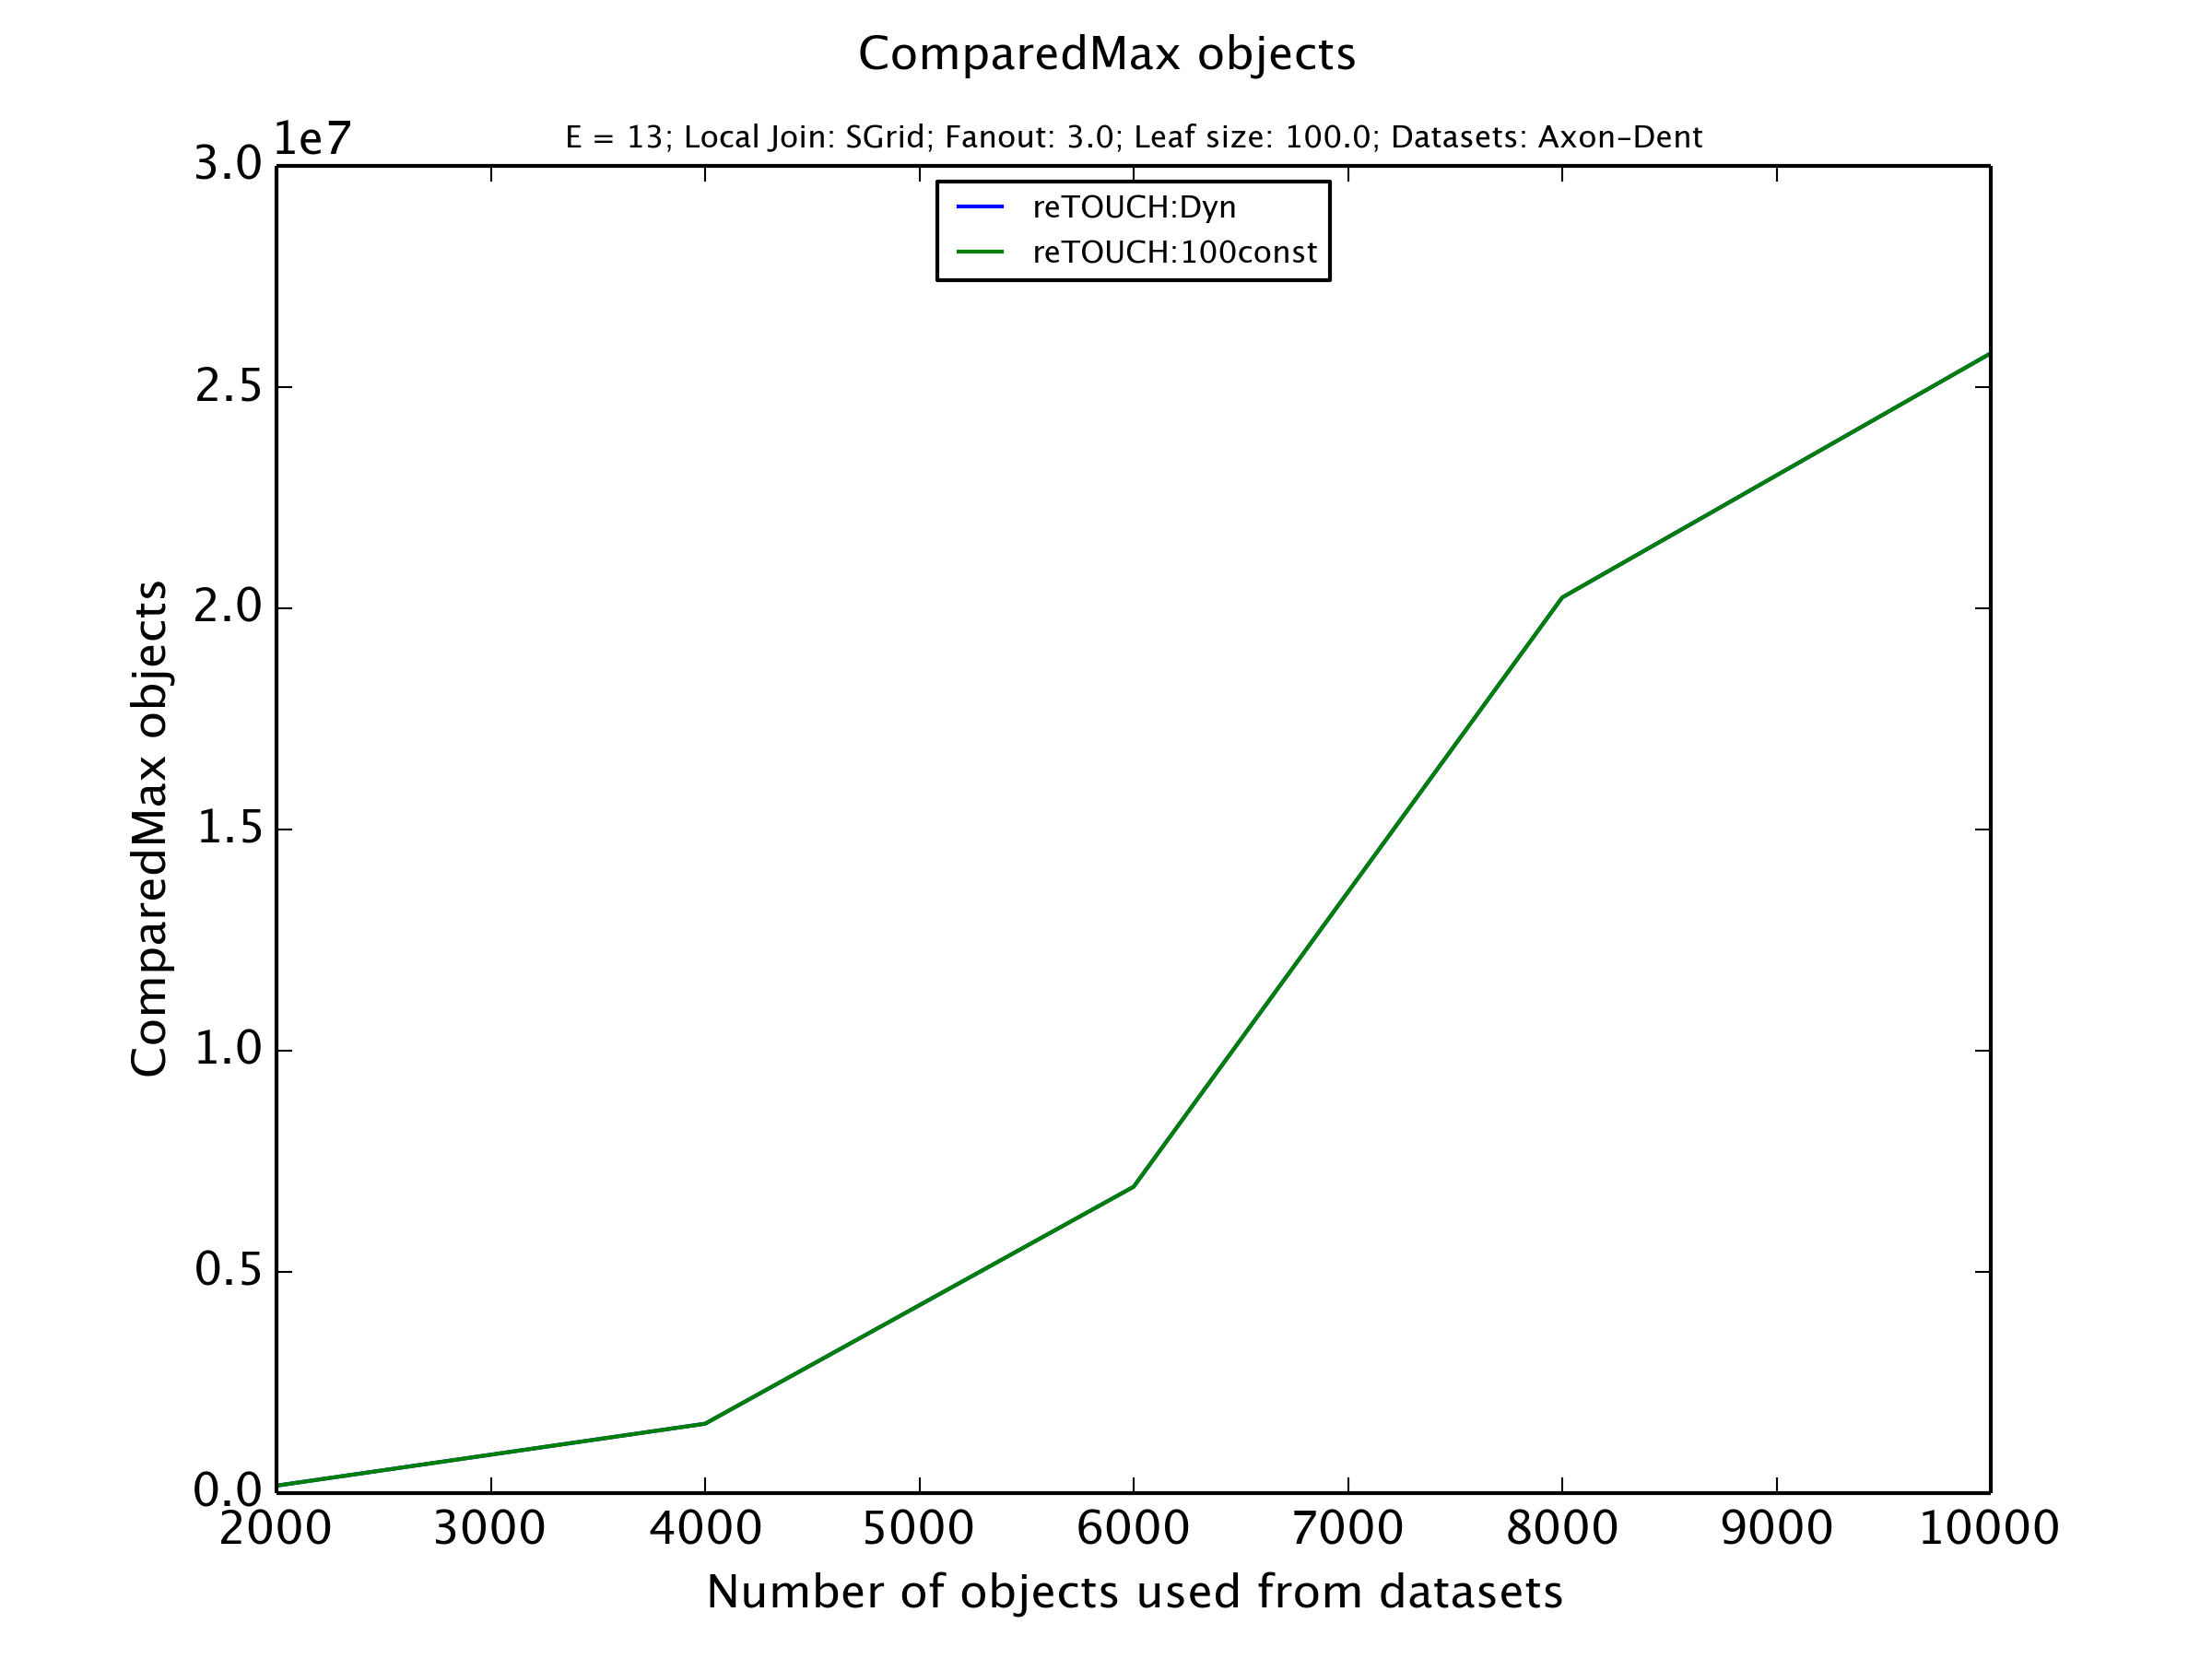 ComparedMax objects
1e7
E = 13; Local Join: SGrid; Fanout: 3.0; Leaf size: 100.0; Datasets: Axon-Dent
3.0
reTOUCH:Dyn
reTOUCH:100const
2.5
2.0
1.5
1.0
0.5
0.0
ComparedMax objects
2000 3000 4000 5000 6000 7000 8000 9000 10000
Number of objects used from datasets